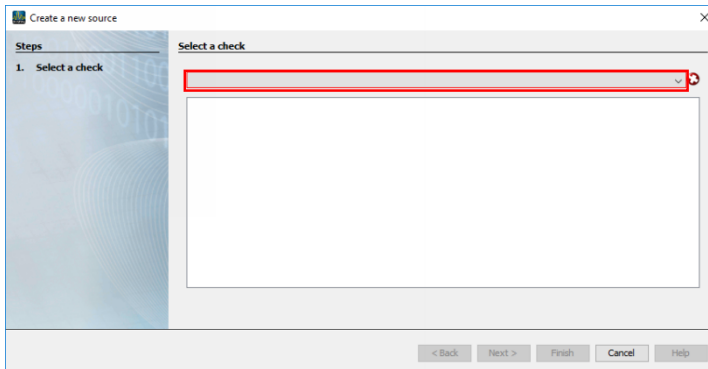 Create a new source
Steps
1. Select a check
Select a check
< Back Next > Finish Cancel Help